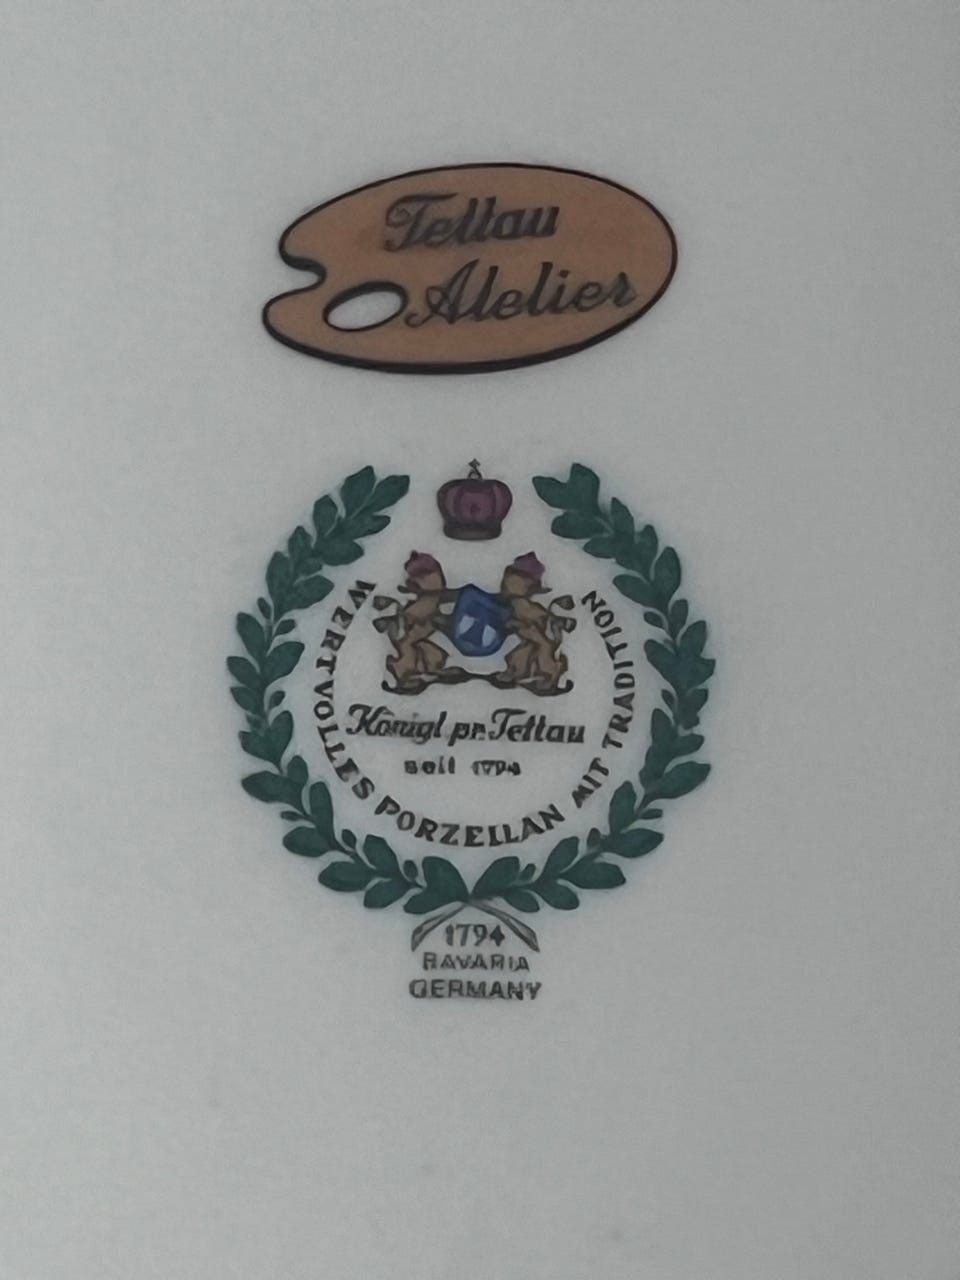 Tettau
Atelier
WERTVOLLES PORZELLAN MIT TRADITION
Königl pr. Tettau
seit 1794
1794
BAVARIA
GERMANY